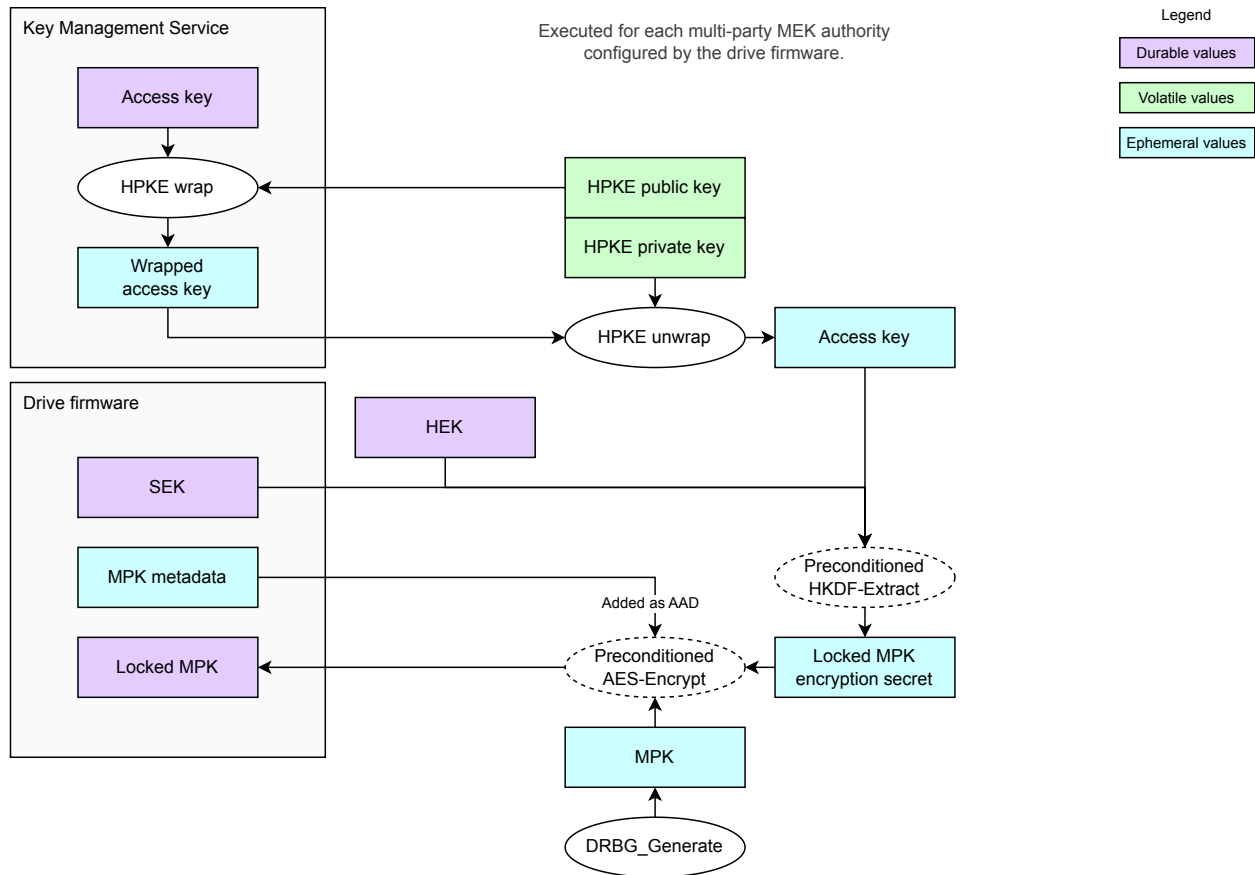 Key Management Service
Executed for each multi-party MEK authority
configured by the drive firmware.
Legend
Durable values
Volatile values
Ephemeral values
Access key
HPKE wrap
Wrapped
access key
HPKE public key
HPKE private key
HPKE unwrap
Access key
Drive firmware
HEK
SEK
MPK metadata
Added as AAD
Preconditioned
HKDF-Extract
Locked MPK
Preconditioned
AES-Encrypt
Locked MPK
encryption secret
MPK
DRBG_Generate